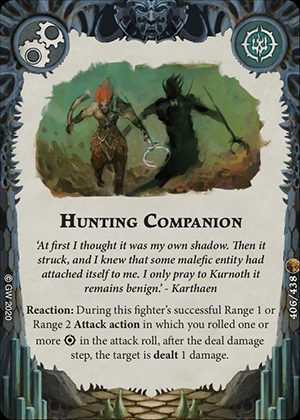 HUNTING COMPANION
'At first I thought it was my own shadow. Then it
struck, and I knew that some malefic entity had
attached itself to me. I only pray to Kurnoth it
remains benign.' - Karthaen
Reaction: During this fighter's successful Range 1 or
Range 2 Attack action in which you rolled one or
more in the attack roll, after the deal damage
step, the target is dealt 1 damage.
© GW 2020
406/438